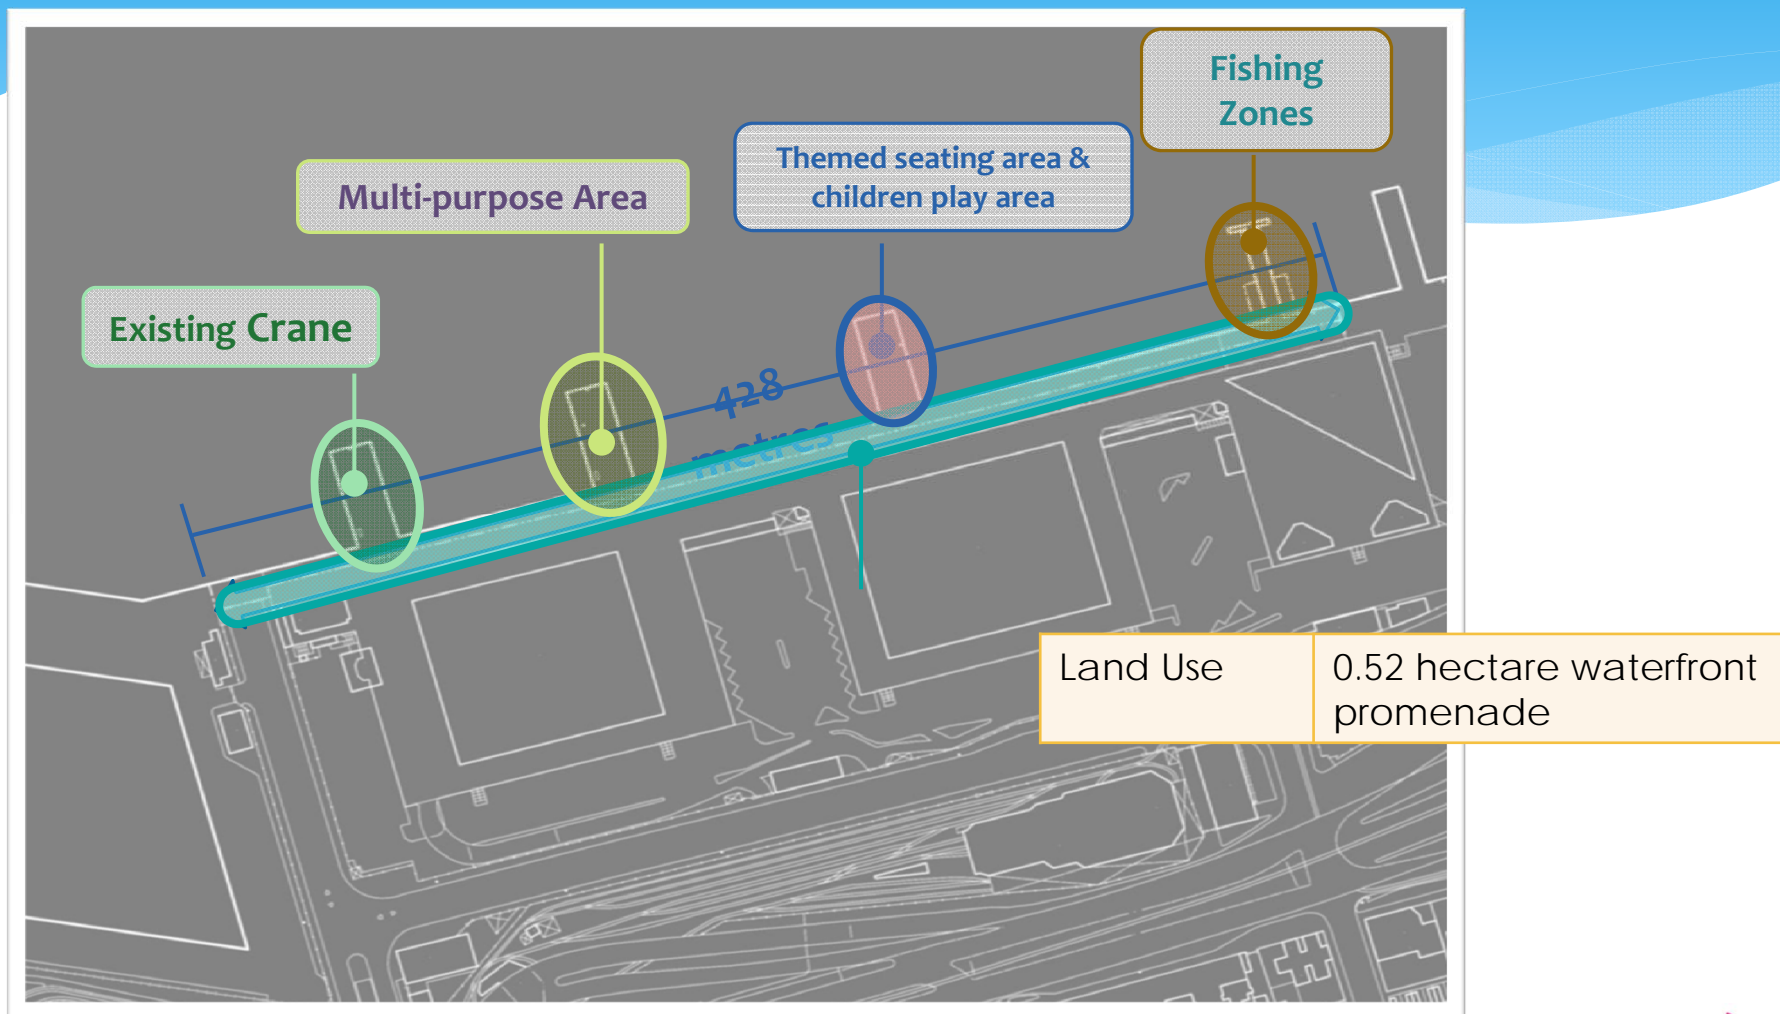 Fishing
Zones
Themed seating area &
children play area
Multi-purpose Area
Existing Crane
428
metres
Land Use
0.52 hectare waterfront
promenade